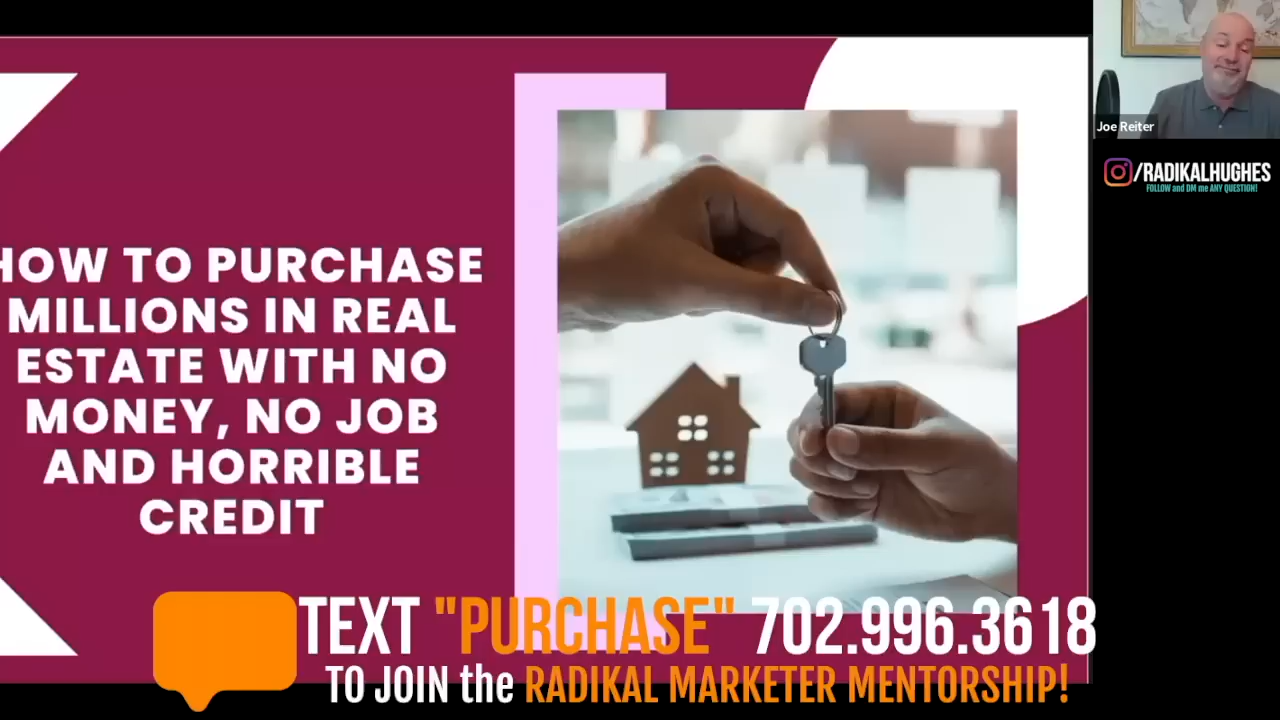 HOW TO PURCHASE
MILLIONS IN REAL
ESTATE WITH NO
MONEY, NO JOB
AND HORRIBLE
CREDIT
Joe Reiter
/RADIKALHUGHES
FOLLOW and DM me ANY QUESTION!
TEXT "PURCHASE" 702.996.3618
TO JOIN the RADIKAL MARKETER MENTORSHIP!